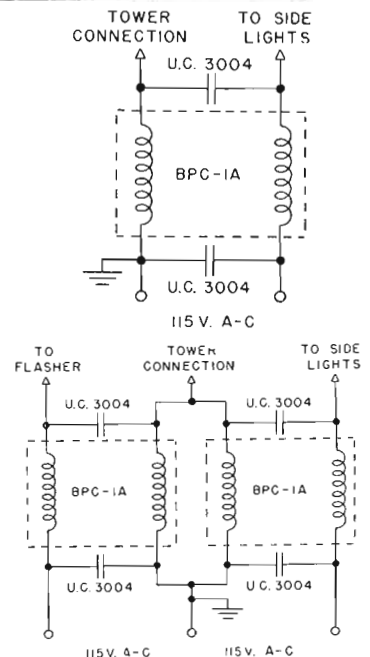 TOWER
CONNECTION
TO SIDE
LIGHTS
U.C. 3004
BPC-1A
U.C. 3004
115 V. A-C
TO
FLASHER
TOWER
CONNECTION
TO SIDE
LIGHTS
U.C. 3004
U.C. 3004
BPC-1A
BPC-1A
U.C. 3004
U.C. 3004
115 V. A-C
115 V. A-C